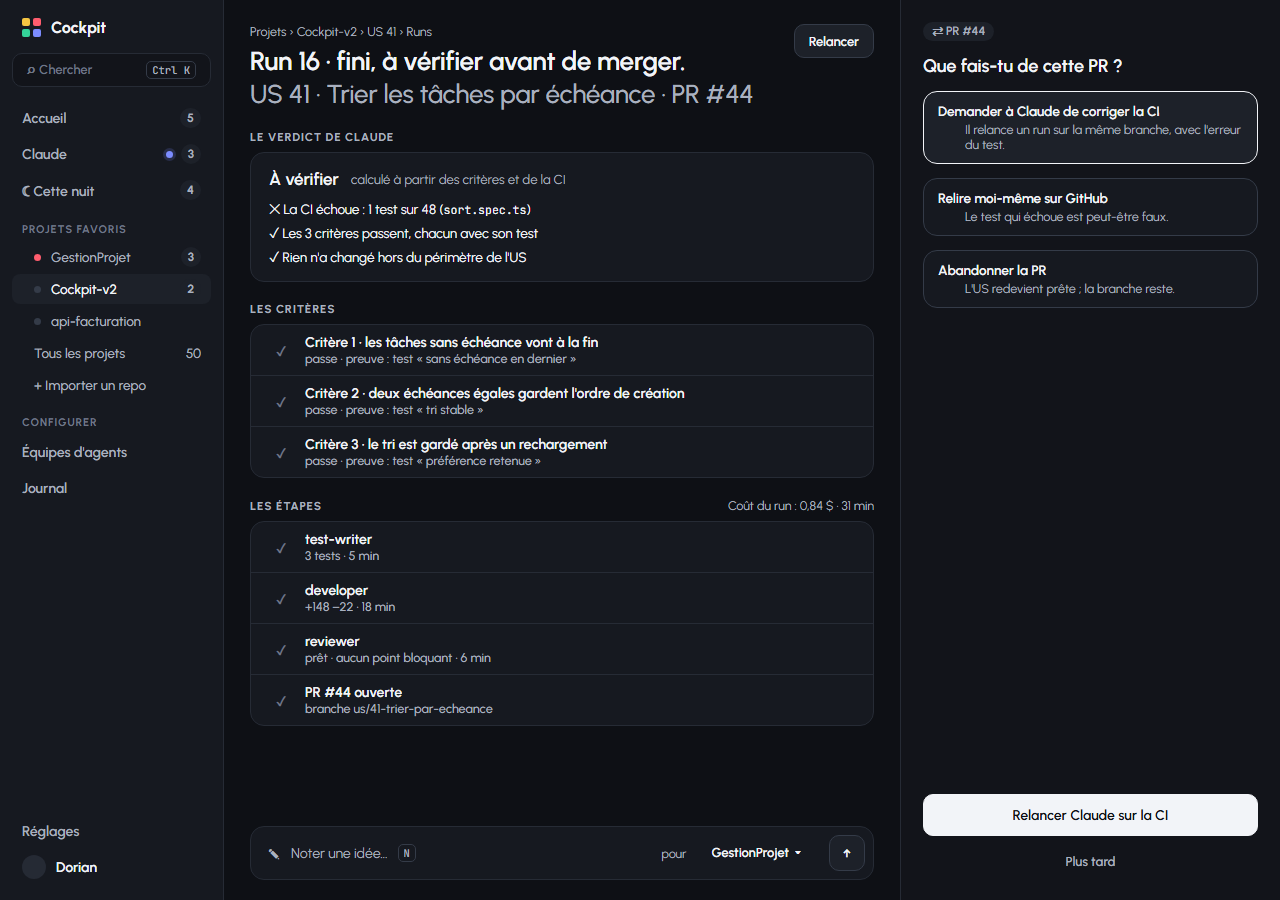 Cockpit
Chercher
Ctrl K
Accueil 5
Claude 3
Cette nuit 4
PROJETS FAVORIS
GestionProjet 3
Cockpit-v2 2
api-facturation
Tous les projets 50
+ Importer un repo
CONFIGURER
Équipes d'agents
Journal
Réglages
Dorian
Projets › Cockpit-v2 › US 41 › Runs
Run 16 · fini, à vérifier avant de merger.
US 41 · Trier les tâches par échéance · PR #44
Relancer
LE VERDICT DE CLAUDE
À vérifier calculé à partir des critères et de la CI
✕ La CI échoue : 1 test sur 48 (sort.spec.ts)
✓ Les 3 critères passent, chacun avec son test
✓ Rien n'a changé hors du périmètre de l'US
LES CRITÈRES
✓ Critère 1 · les tâches sans échéance vont à la fin
passe · preuve : test « sans échéance en dernier »
✓ Critère 2 · deux échéances égales gardent l'ordre de création
passe · preuve : test « tri stable »
✓ Critère 3 · le tri est gardé après un rechargement
passe · preuve : test « préférence retenue »
LES ÉTAPES Coût du run : 0,84 $ · 31 min
✓ test-writer
3 tests · 5 min
✓ developer
+148 −22 · 18 min
✓ reviewer
prêt · aucun point bloquant · 6 min
✓ PR #44 ouverte
branche us/41-trier-par-echeance
Noter une idée… N pour GestionProjet
⇄ PR #44
Que fais-tu de cette PR ?
Demander à Claude de corriger la CI
Il relance un run sur la même branche, avec l'erreur
du test.
Relire moi-même sur GitHub
Le test qui échoue est peut-être faux.
Abandonner la PR
L'US redevient prête ; la branche reste.
Relancer Claude sur la CI
Plus tard